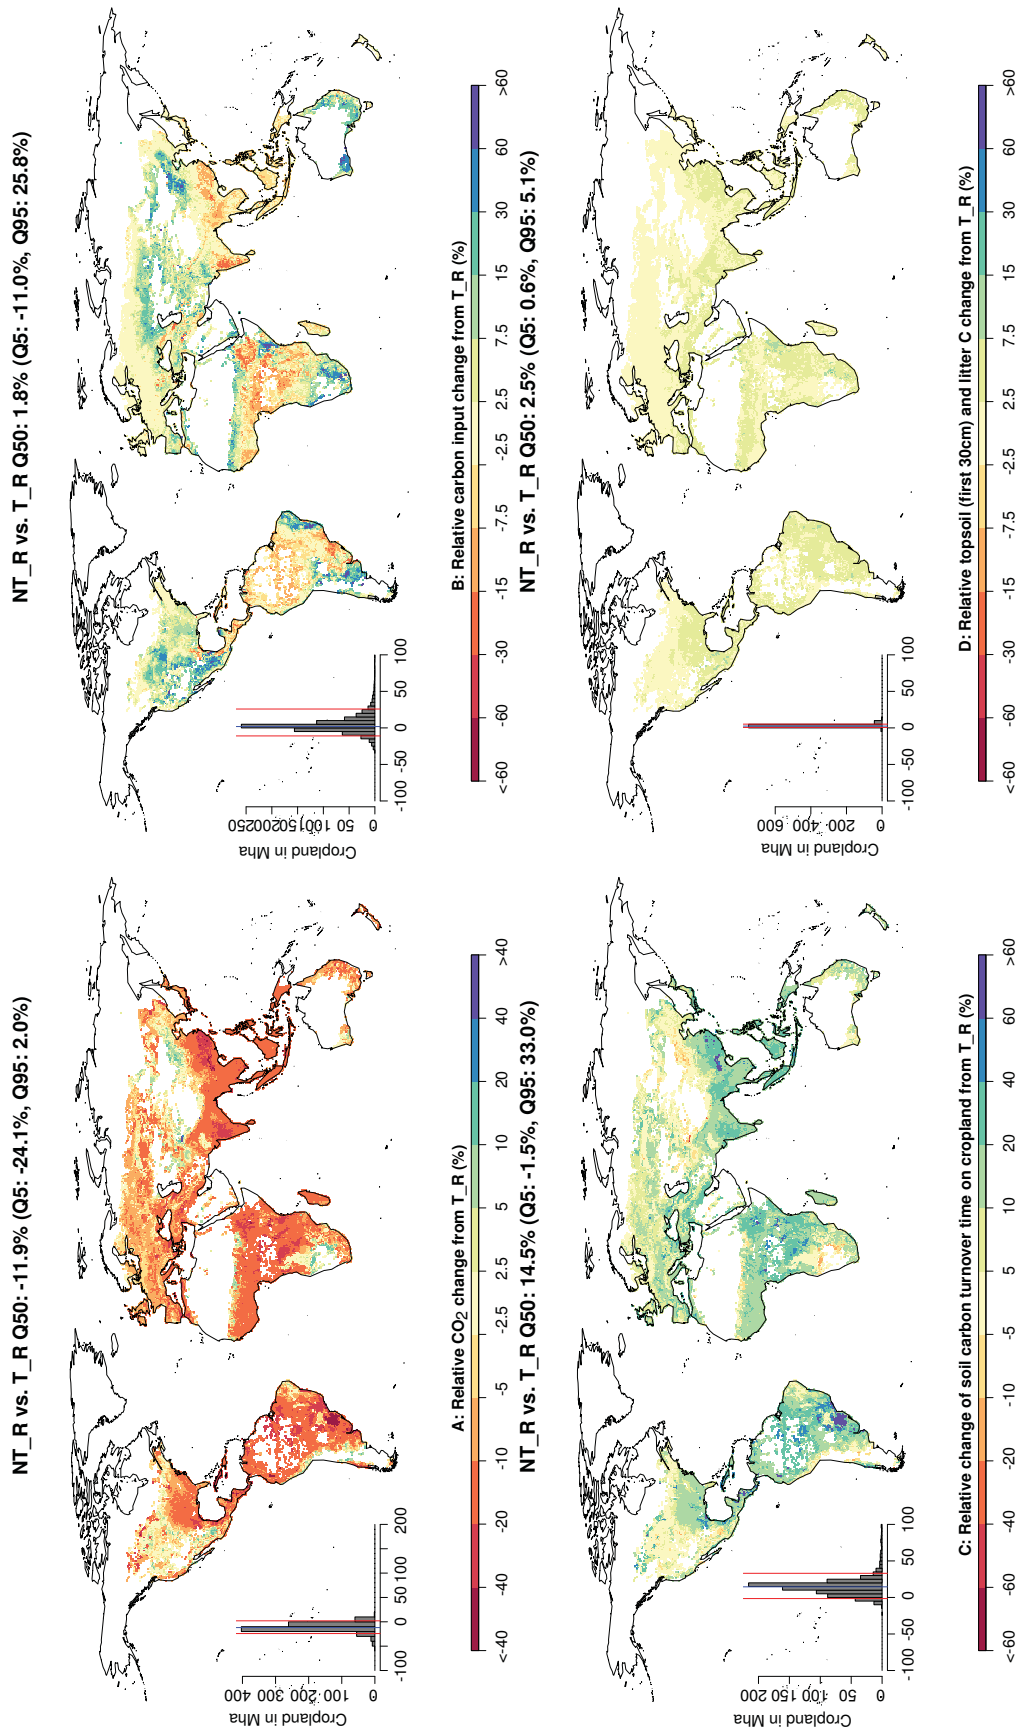 NT_R vs. T_R Q50: -11.9% (Q5: -24.1%, Q95: 2.0%)
Cropland in Mha
0 100 200 300 400
-100 0 50 100 200
<-40 -40 -20 -10 -5 -2.5 2.5 5 10 20 40 >40
A: Relative CO2 change from T_R (%)
NT_R vs. T_R Q50: 1.8% (Q5: -11.0%, Q95: 25.8%)
Cropland in Mha
0 50 100 150 200 250
-100 -50 0 50 100
<-60 -60 -30 -15 -7.5 -2.5 2.5 7.5 15 30 60 >60
B: Relative carbon input change from T_R (%)
NT_R vs. T_R Q50: 14.5% (Q5: -1.5%, Q95: 33.0%)
Cropland in Mha
0 50 100 150 200
-100 -50 0 50 100
<-60 -60 -40 -20 -10 -5 5 10 20 40 60 >60
C: Relative change of soil carbon turnover time on cropland from T_R (%)
NT_R vs. T_R Q50: 2.5% (Q5: 0.6%, Q95: 5.1%)
Cropland in Mha
0 200 400 600
-100 -50 0 50 100
<-60 -60 -30 -15 -7.5 -2.5 2.5 7.5 15 30 60 >60
D: Relative topsoil (first 30cm) and litter C change from T_R (%)